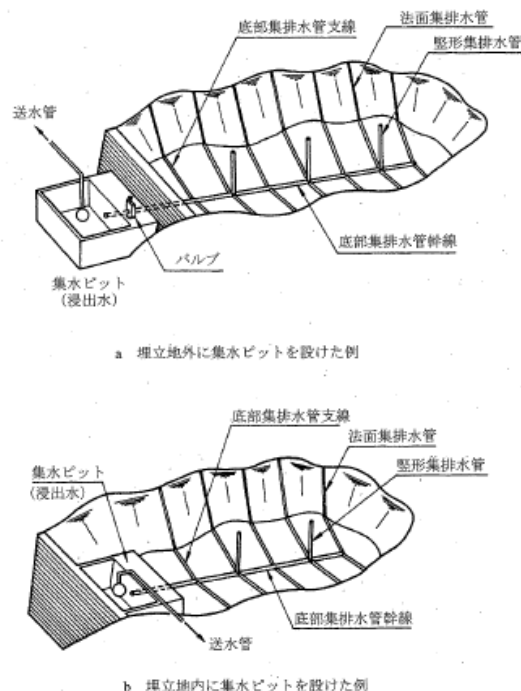 底部集排水管支線
法面集排水管
竪形集排水管
送水管
底部集排水管幹線
バルブ
集水ピット
(浸出水)
a 埋立地外に集水ピットを設けた例
底部集排水管支線
法面集排水管
集水ピット
(浸出水)
竪形集排水管
底部集排水管幹線
送水管
b 埋立地内に集水ピットを設けた例